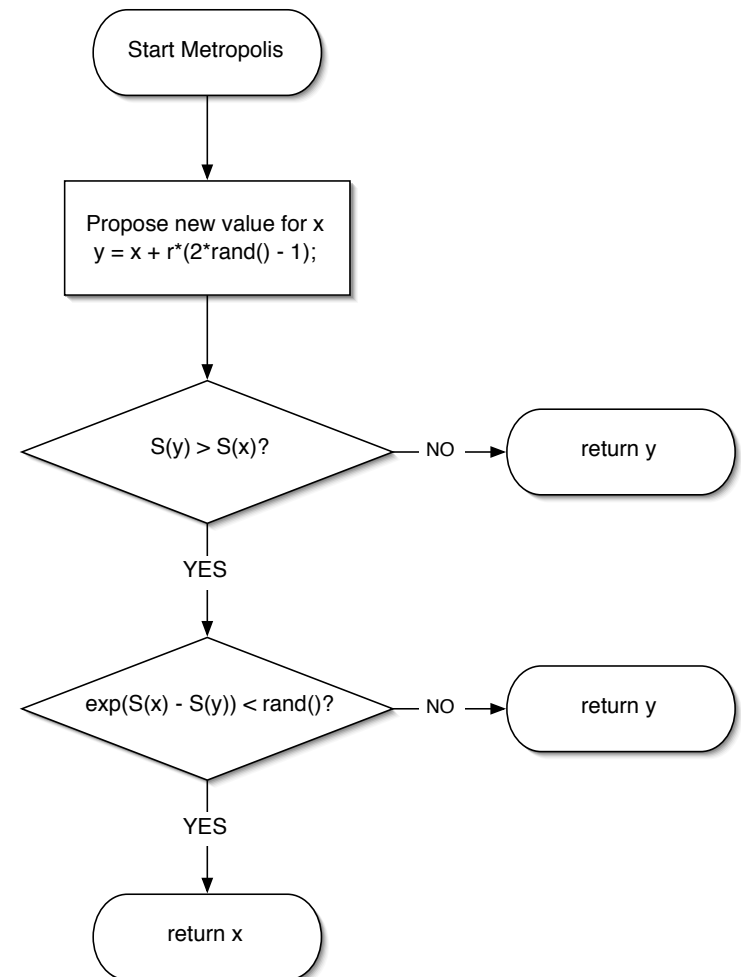 Start Metropolis
Propose new value for x
y = x + r*(2*rand() - 1);
S(y) > S(x)?
NO
return y
YES
exp(S(x) - S(y)) < rand()?
NO
return y
YES
return x